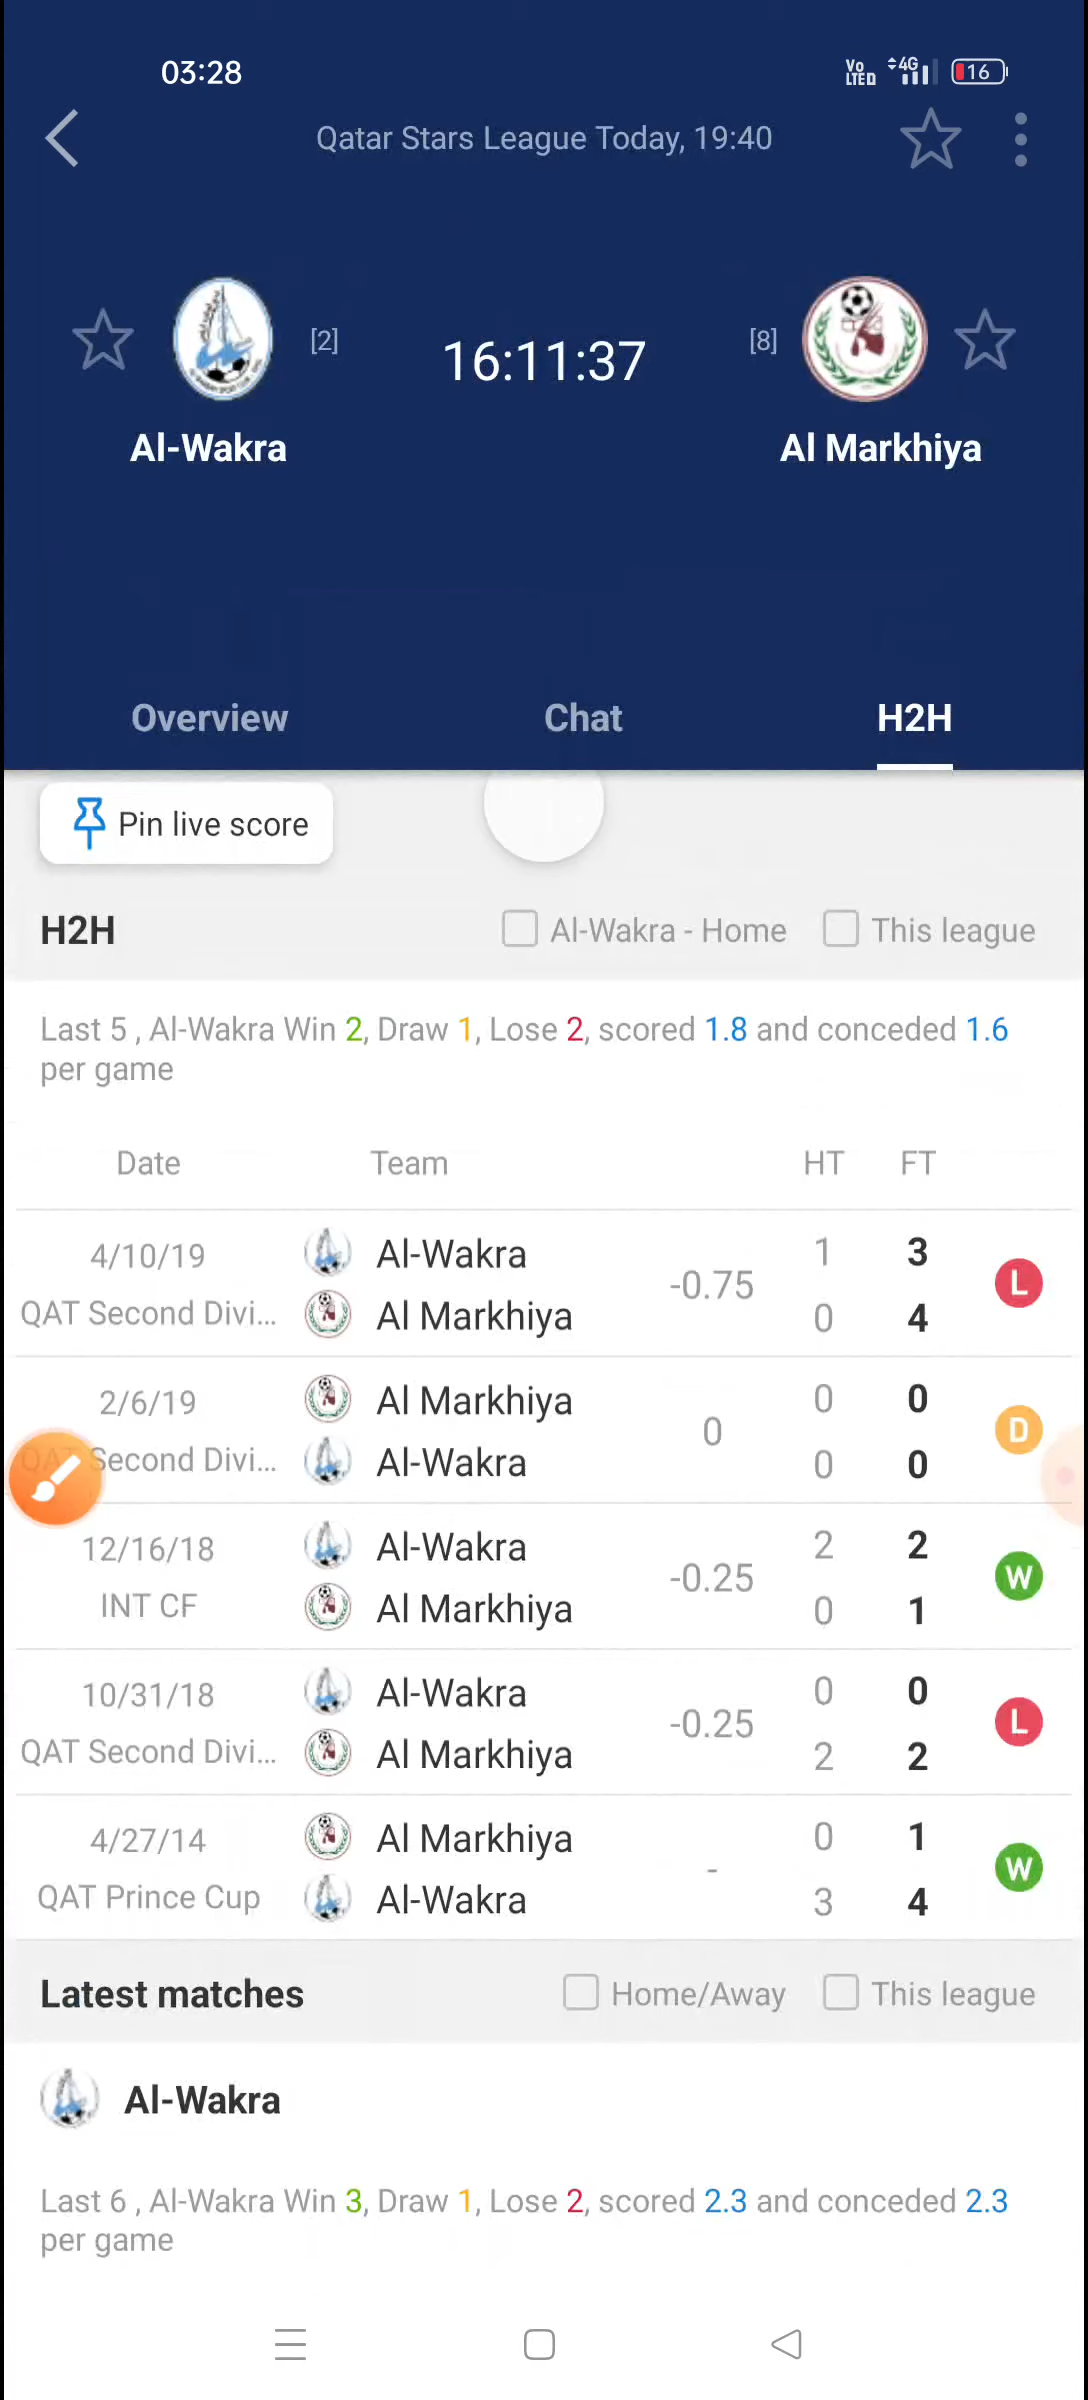 03:28
Vo LTE 4G 16
Qatar Stars League Today, 19:40
[2] 16:11:37 [8]
Al-Wakra Al Markhiya
Overview Chat H2H
Pin live score
H2H Al-Wakra - Home This league
Last 5 , Al-Wakra Win 2, Draw 1, Lose 2, scored 1.8 and conceded 1.6
per game
Date Team HT FT
4/10/19 Al-Wakra 1 3
-0.75 L
QAT Second Divi... Al Markhiya 0 4
2/6/19 Al Markhiya 0 0
0 D
QAT Second Divi... Al-Wakra 0 0
12/16/18 Al-Wakra 2 2
-0.25 W
INT CF Al Markhiya 0 1
10/31/18 Al-Wakra 0 0
-0.25 L
QAT Second Divi... Al Markhiya 2 2
4/27/14 Al Markhiya 0 1
- W
QAT Prince Cup Al-Wakra 3 4
Latest matches Home/Away This league
Al-Wakra
Last 6 , Al-Wakra Win 3, Draw 1, Lose 2, scored 2.3 and conceded 2.3
per game